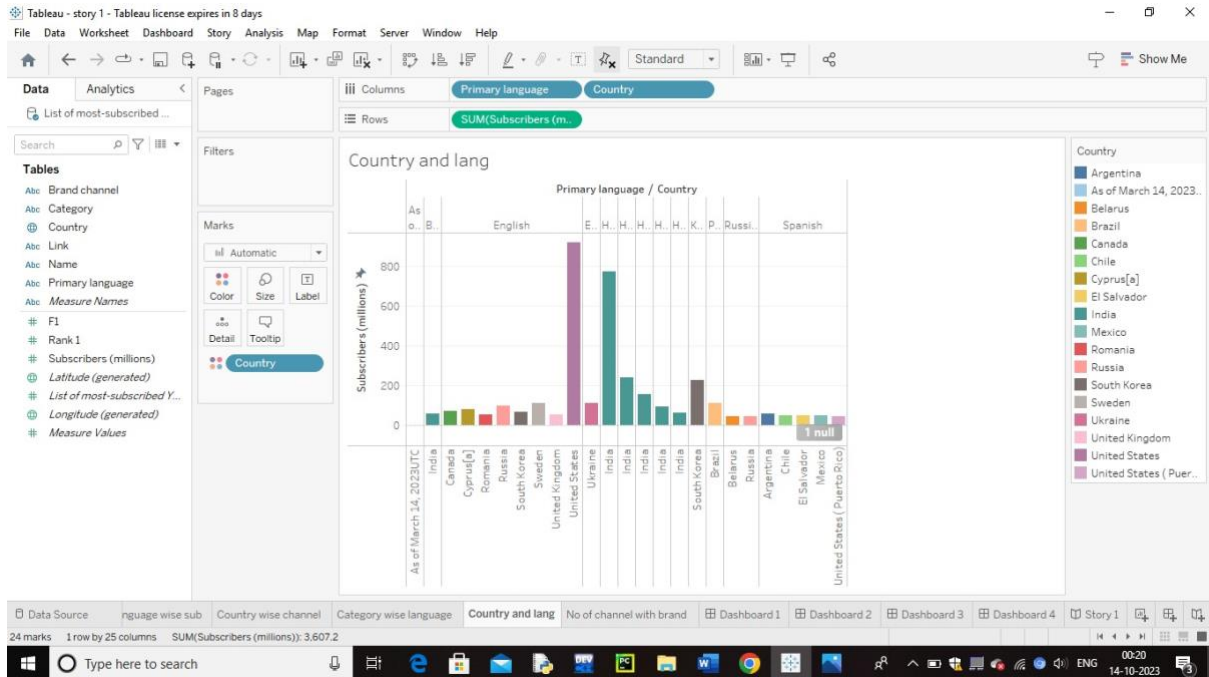 Tableau - story 1 - Tableau license expires in 8 days
File Data Worksheet Dashboard Story Analysis Map Format Server Window Help
Standard
Show Me
Data Analytics
List of most-subscribed ...
Search
Tables
Abc Brand channel
Abc Category
Country
Abc Link
Abc Name
Abc Primary language
Abc Measure Names
# F1
# Rank 1
# Subscribers (millions)
Latitude (generated)
# List of most-subscribed Y...
Longitude (generated)
# Measure Values
Pages
Filters
Marks
Automatic
Color Size Label
Detail Tooltip
Country
Columns Primary language Country
Rows SUM(Subscribers (m..
Country and lang
Primary language / Country
As o.. B.. English E.. H.. H.. H.. H.. H.. K.. P.. Russi.. Spanish
Subscribers (millions)
800
600
400
200
0
1 null
As of March 14, 2023UTC
India
Canada
Cyprus[a]
Romania
Russia
South Korea
Sweden
United Kingdom
United States
Ukraine
India
India
India
India
India
South Korea
Brazil
Belarus
Russia
Argentina
Chile
El Salvador
Mexico
United States ( Puerto Rico)
Country
Argentina
As of March 14, 2023..
Belarus
Brazil
Canada
Chile
Cyprus[a]
El Salvador
India
Mexico
Romania
Russia
South Korea
Sweden
Ukraine
United Kingdom
United States
United States ( Puer..
Data Source nguage wise sub Country wise channel Category wise language Country and lang No of channel with brand Dashboard 1 Dashboard 2 Dashboard 3 Dashboard 4 Story 1
24 marks 1 row by 25 columns SUM(Subscribers (millions)): 3,607.2
Type here to search
DEV
PC
ENG
00:20
14-10-2023
3